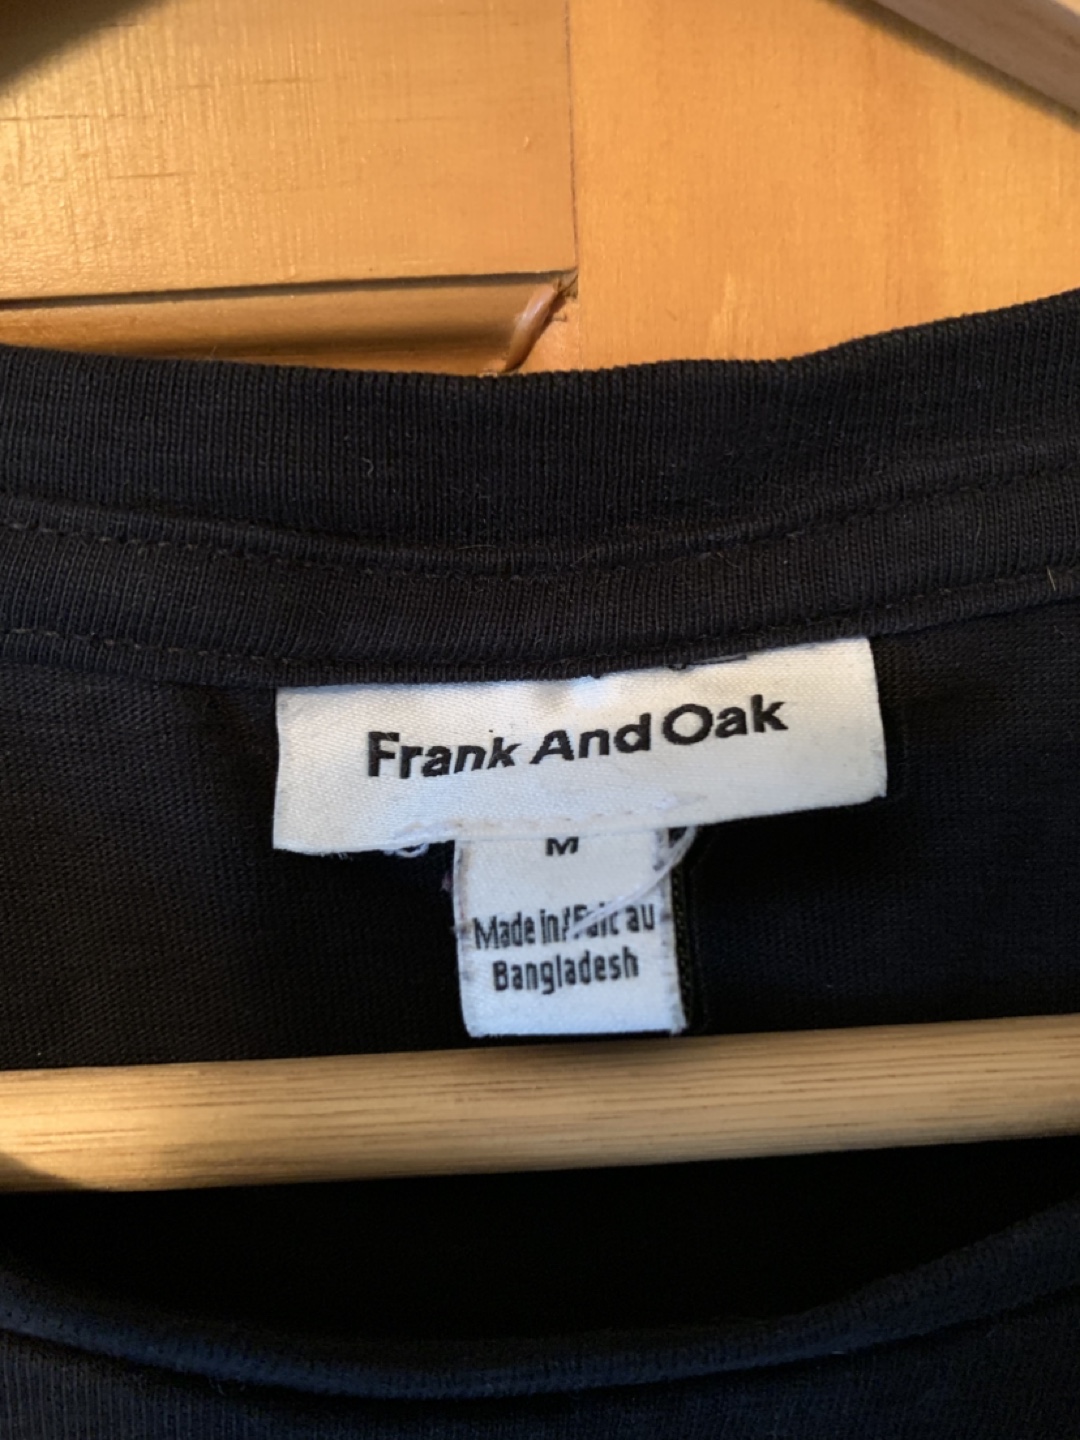 Frank And Oak
M
Made in/Fait au
Bangladesh